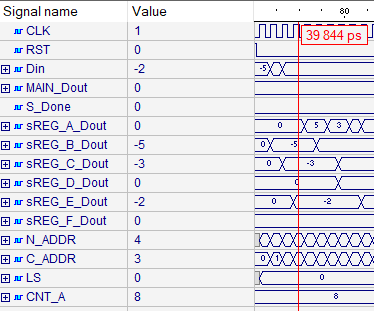 Signal name Value 80
CLK 1 39 844 ps
RST 0
Din -2 -5
MAIN_Dout 0
S_Done 0
sREG_A_Dout 0 0 5 3
sREG_B_Dout -5 0 -5
sREG_C_Dout -3 0 -3
sREG_D_Dout 0 0
sREG_E_Dout -2 0 -2
sREG_F_Dout 0
N_ADDR 4
C_ADDR 3 0 1
LS 0 0
CNT_A 8 8